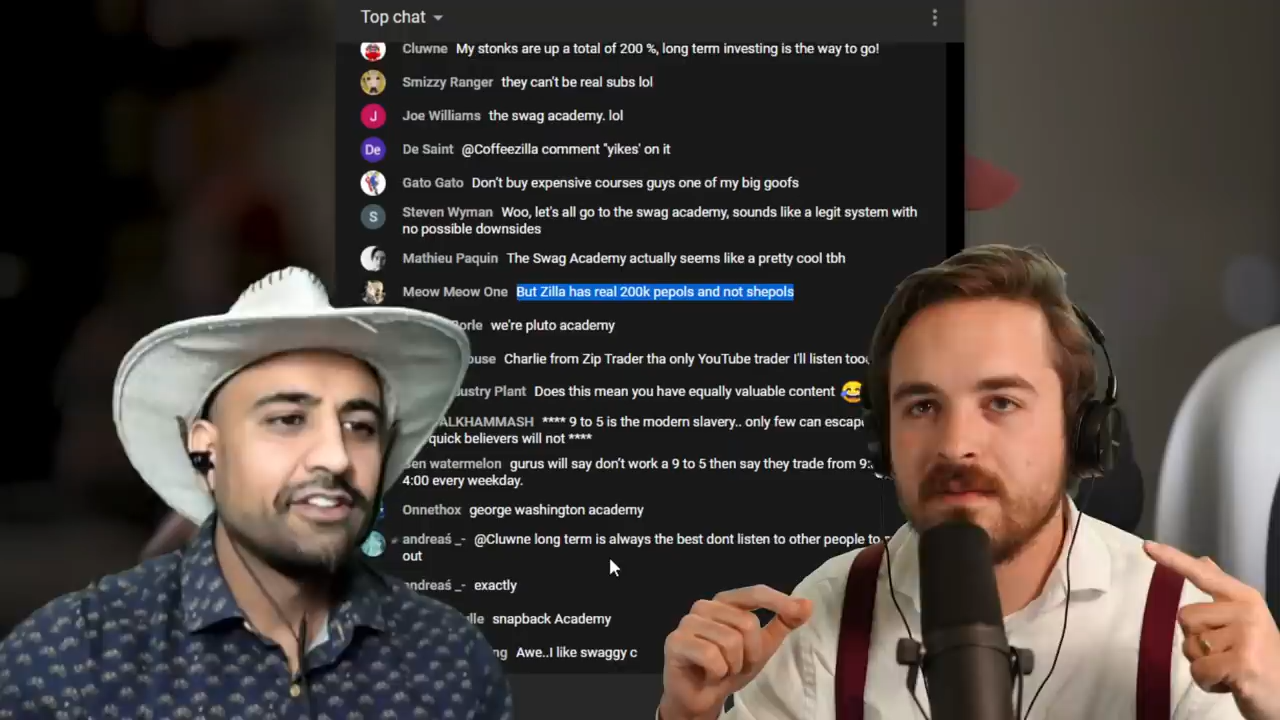 Top chat
Cluwne My stonks are up a total of 200 %, long term investing is the way to go!
Smizzy Ranger they can't be real subs lol
J Joe Williams the swag academy. lol
De De Saint @Coffeezilla comment "yikes' on it
Gato Gato Don't buy expensive courses guys one of my big goofs
S Steven Wyman Woo, let's all go to the swag academy, sounds like a legit system with
no possible downsides
Mathieu Paquin The Swag Academy actually seems like a pretty cool tbh
Meow Meow One But Zilla has real 200k pepols and not shepols
we're pluto academy
Charlie from Zip Trader tha only YouTube trader I'll listen too
Plant Does this mean you have equally valuable content
ALKHAMMASH **** 9 to 5 is the modern slavery.. only few can escape
quick believers will not ****
watermelon gurus will say don't work a 9 to 5 then say they trade from
4:00 every weekday.
Onnethox george washington academy
andreaś _- @Cluwne long term is always the best dont listen to other people to
out
andreaś _- exactly
snapback Academy
Awe..I like swaggy c